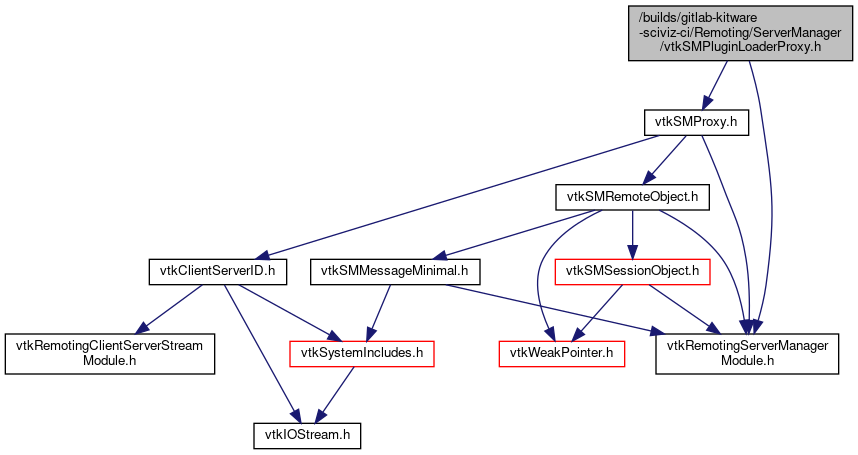 /builds/gitlab-kitware
-sciviz-ci/Remoting/ServerManager
/vtkSMPluginLoaderProxy.h
vtkSMProxy.h
vtkSMRemoteObject.h
vtkClientServerID.h
vtkSMMessageMinimal.h
vtkSMSessionObject.h
vtkRemotingClientServerStream
Module.h
vtkSystemIncludes.h
vtkWeakPointer.h
vtkRemotingServerManager
Module.h
vtkIOStream.h